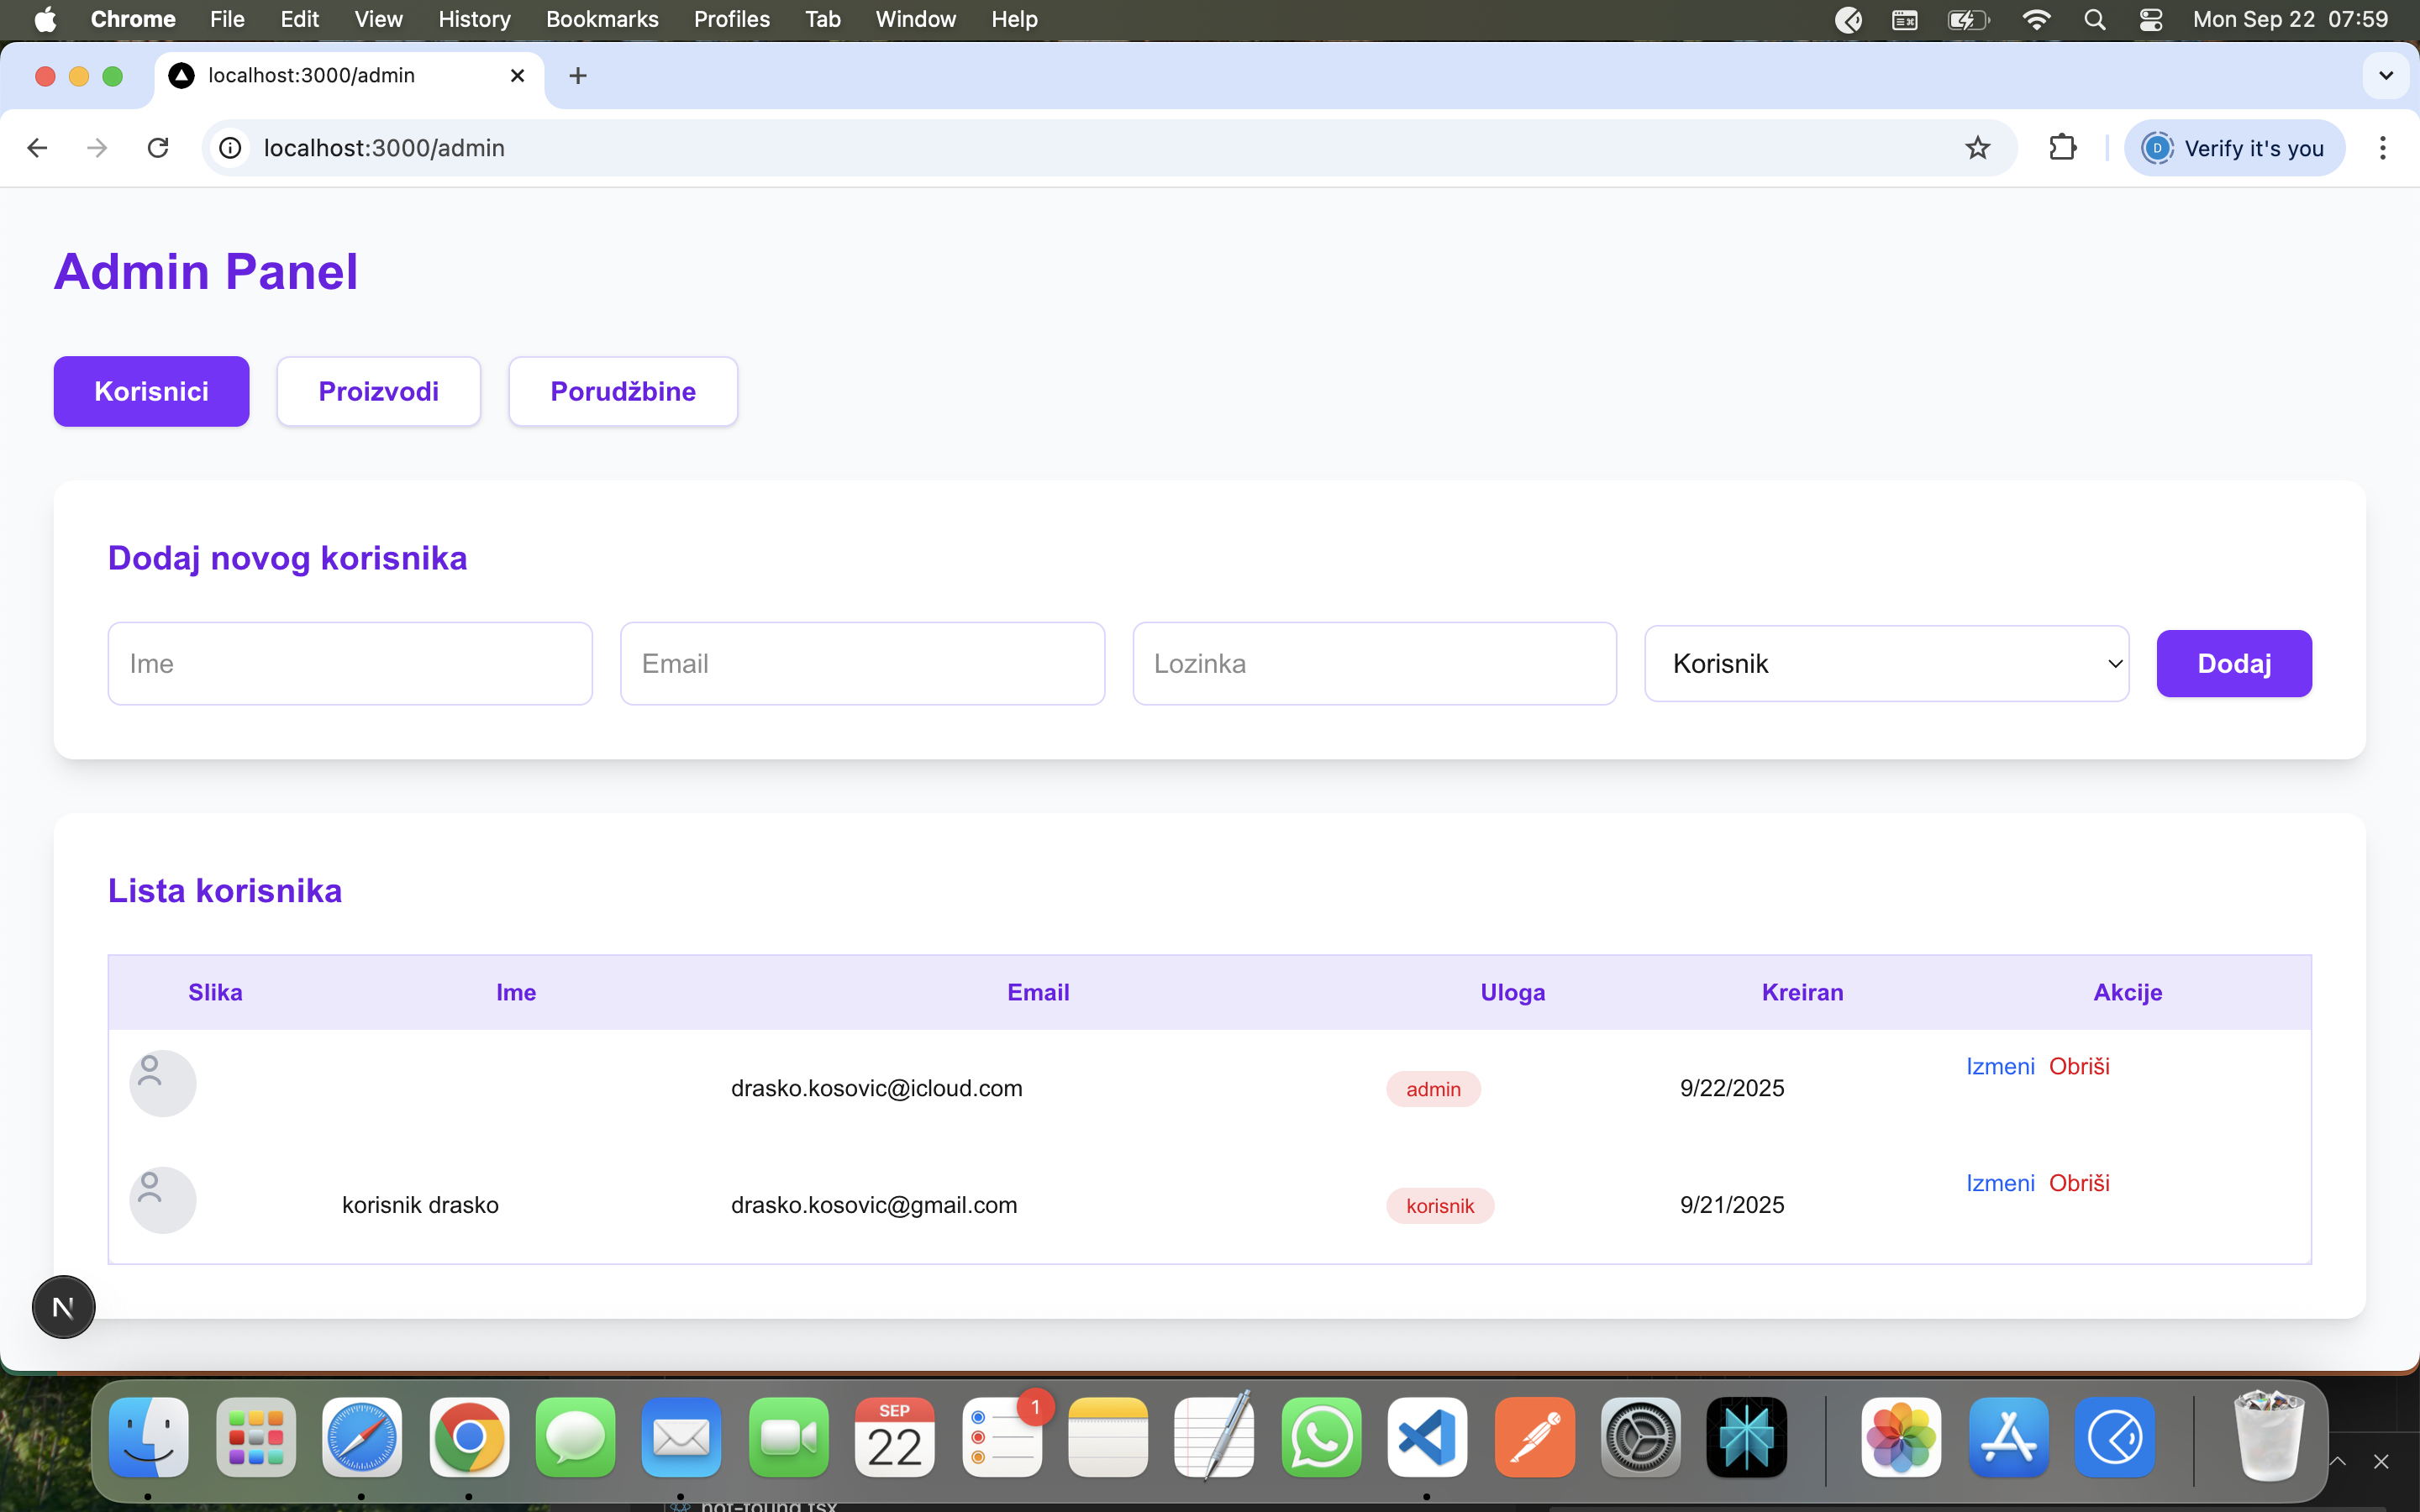 Chrome File Edit View History Bookmarks Profiles Tab Window Help Mon Sep 22 07:59
localhost:3000/admin
localhost:3000/admin D Verify it's you
Admin Panel
Korisnici Proizvodi Porudžbine
Dodaj novog korisnika
Ime Email Lozinka Korisnik Dodaj
Lista korisnika
Slika Ime Email Uloga Kreiran Akcije
drasko.kosovic@icloud.com admin 9/22/2025 Izmeni Obriši
korisnik drasko drasko.kosovic@gmail.com korisnik 9/21/2025 Izmeni Obriši
N
SEP 1
22
not-found.tsx